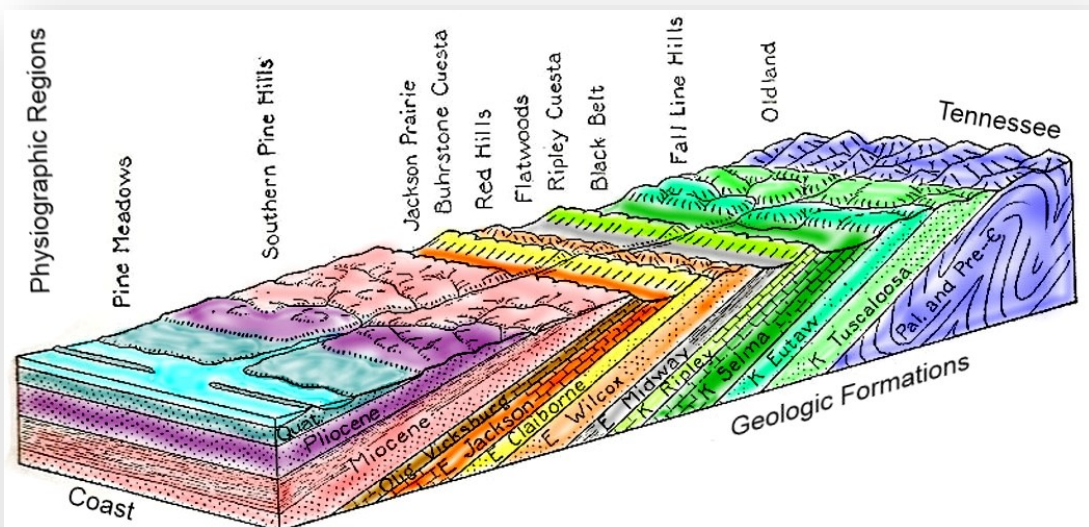 Physiographic Regions
Pine Meadows
Southern Pine Hills
Jackson Prairie
Buhrstone Cuesta
Red Hills
Flatwoods
Ripley Cuesta
Black Belt
Fall Line Hills
Oldland
Tennessee
Quat.
Pliocene
Miocene
Olig. Vicksburg
E Jackson
E Claiborne
E Wilcox
E Midway
K Ripley
K Selma
K Eutaw
K Tuscaloosa
Pal. and Pre-Є
Geologic Formations
Coast